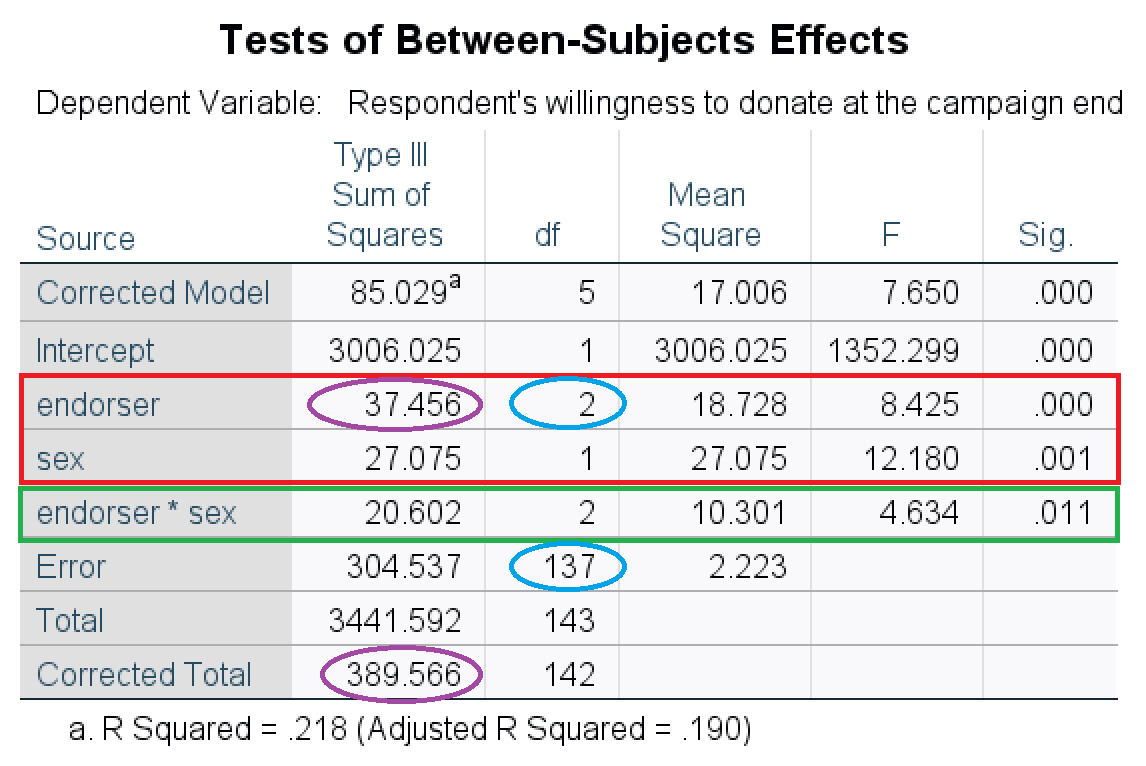 Tests of Between-Subjects Effects
Dependent Variable: Respondent's willingness to donate at the campaign end
Source Type III Sum of Squares df Mean Square F Sig.
Corrected Model 85.029a 5 17.006 7.650 .000
Intercept 3006.025 1 3006.025 1352.299 .000
endorser 37.456 2 18.728 8.425 .000
sex 27.075 1 27.075 12.180 .001
endorser * sex 20.602 2 10.301 4.634 .011
Error 304.537 137 2.223
Total 3441.592 143
Corrected Total 389.566 142
a. R Squared = .218 (Adjusted R Squared = .190)